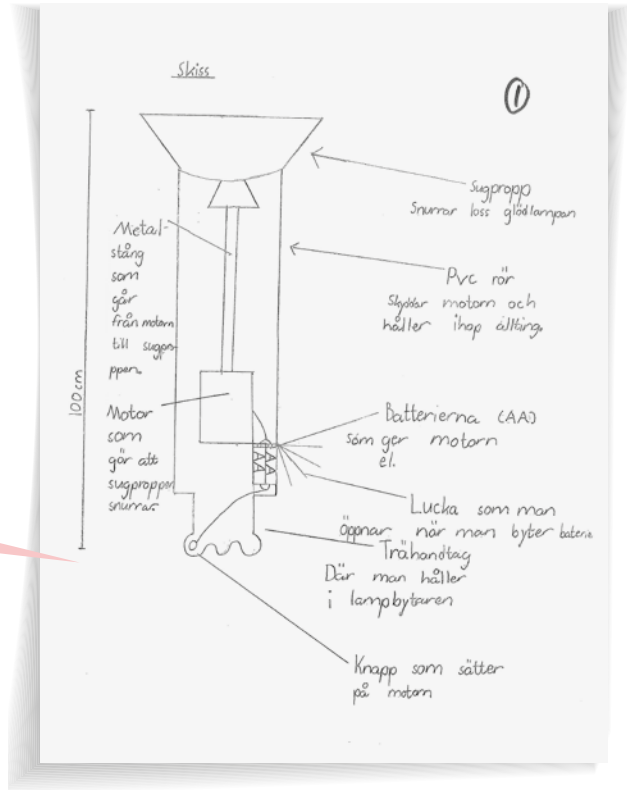 Skiss
1
Sugpropp
Snurrar loss glödlampan
Metal-
stång
som
går
från motorn
till sugpro-
ppen.
Pvc rör
Skyddar motorn och
håller ihop allting.
100 cm
Motor
som
gör att
sugproppen
snurrar.
Batterierna (AA)
som ger motorn
el.
AA
AA
Lucka som man
öppnar när man byter baterie
Trähandtag
Där man håller
i lampbytaren
Knapp som sätter
på motorn